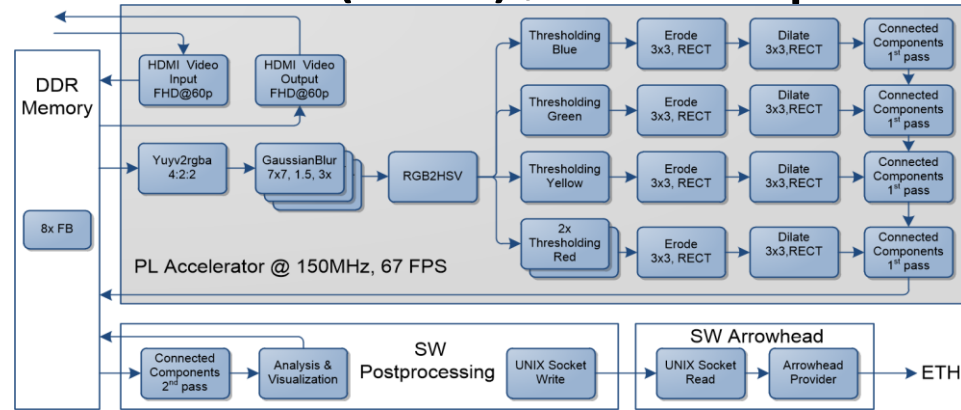 DDR
Memory
8x FB
HDMI Video
Input
FHD@60p
HDMI Video
Output
FHD@60p
Yuyv2rgba
4:2:2
GaussianBlur
7x7, 1.5, 3x
RGB2HSV
Thresholding
Blue
Erode
3x3, RECT
Dilate
3x3,RECT
Connected
Components
1st pass
Thresholding
Green
Erode
3x3, RECT
Dilate
3x3,RECT
Connected
Components
1st pass
Thresholding
Yellow
Erode
3x3, RECT
Dilate
3x3,RECT
Connected
Components
1st pass
2x
Thresholding
Red
Erode
3x3, RECT
Dilate
3x3,RECT
Connected
Components
1st pass
PL Accelerator @ 150MHz, 67 FPS
Connected
Components
2nd pass
Analysis &
Visualization
SW
Postprocessing
UNIX Socket
Write
SW Arrowhead
UNIX Socket
Read
Arrowhead
Provider
ETH